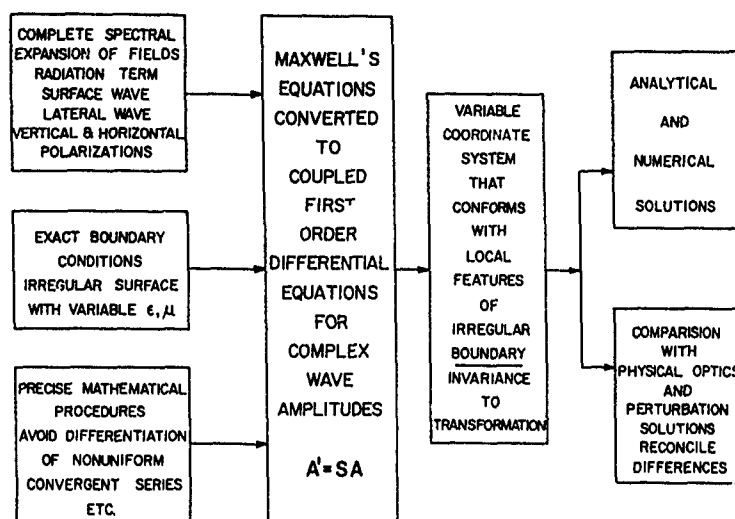 COMPLETE SPECTRAL
EXPANSION OF FIELDS
RADIATION TERM
SURFACE WAVE
LATERAL WAVE
VERTICAL & HORIZONTAL
POLARIZATIONS
EXACT BOUNDARY
CONDITIONS
IRREGULAR SURFACE
WITH VARIABLE ε,μ
PRECISE MATHEMATICAL
PROCEDURES
AVOID DIFFERENTIATION
OF NONUNIFORM
CONVERGENT SERIES
ETC.
MAXWELL'S
EQUATIONS
CONVERTED
TO
COUPLED
FIRST
ORDER
DIFFERENTIAL
EQUATIONS
FOR
COMPLEX
WAVE
AMPLITUDES
A'=SA
VARIABLE
COORDINATE
SYSTEM
THAT
CONFORMS
WITH
LOCAL
FEATURES
OF
IRREGULAR
BOUNDARY
INVARIANCE
TO
TRANSFORMATION
ANALYTICAL
AND
NUMERICAL
SOLUTIONS
COMPARISION
WITH
PHYSICAL OPTICS
AND
PERTURBATION
SOLUTIONS
RECONCILE
DIFFERENCES